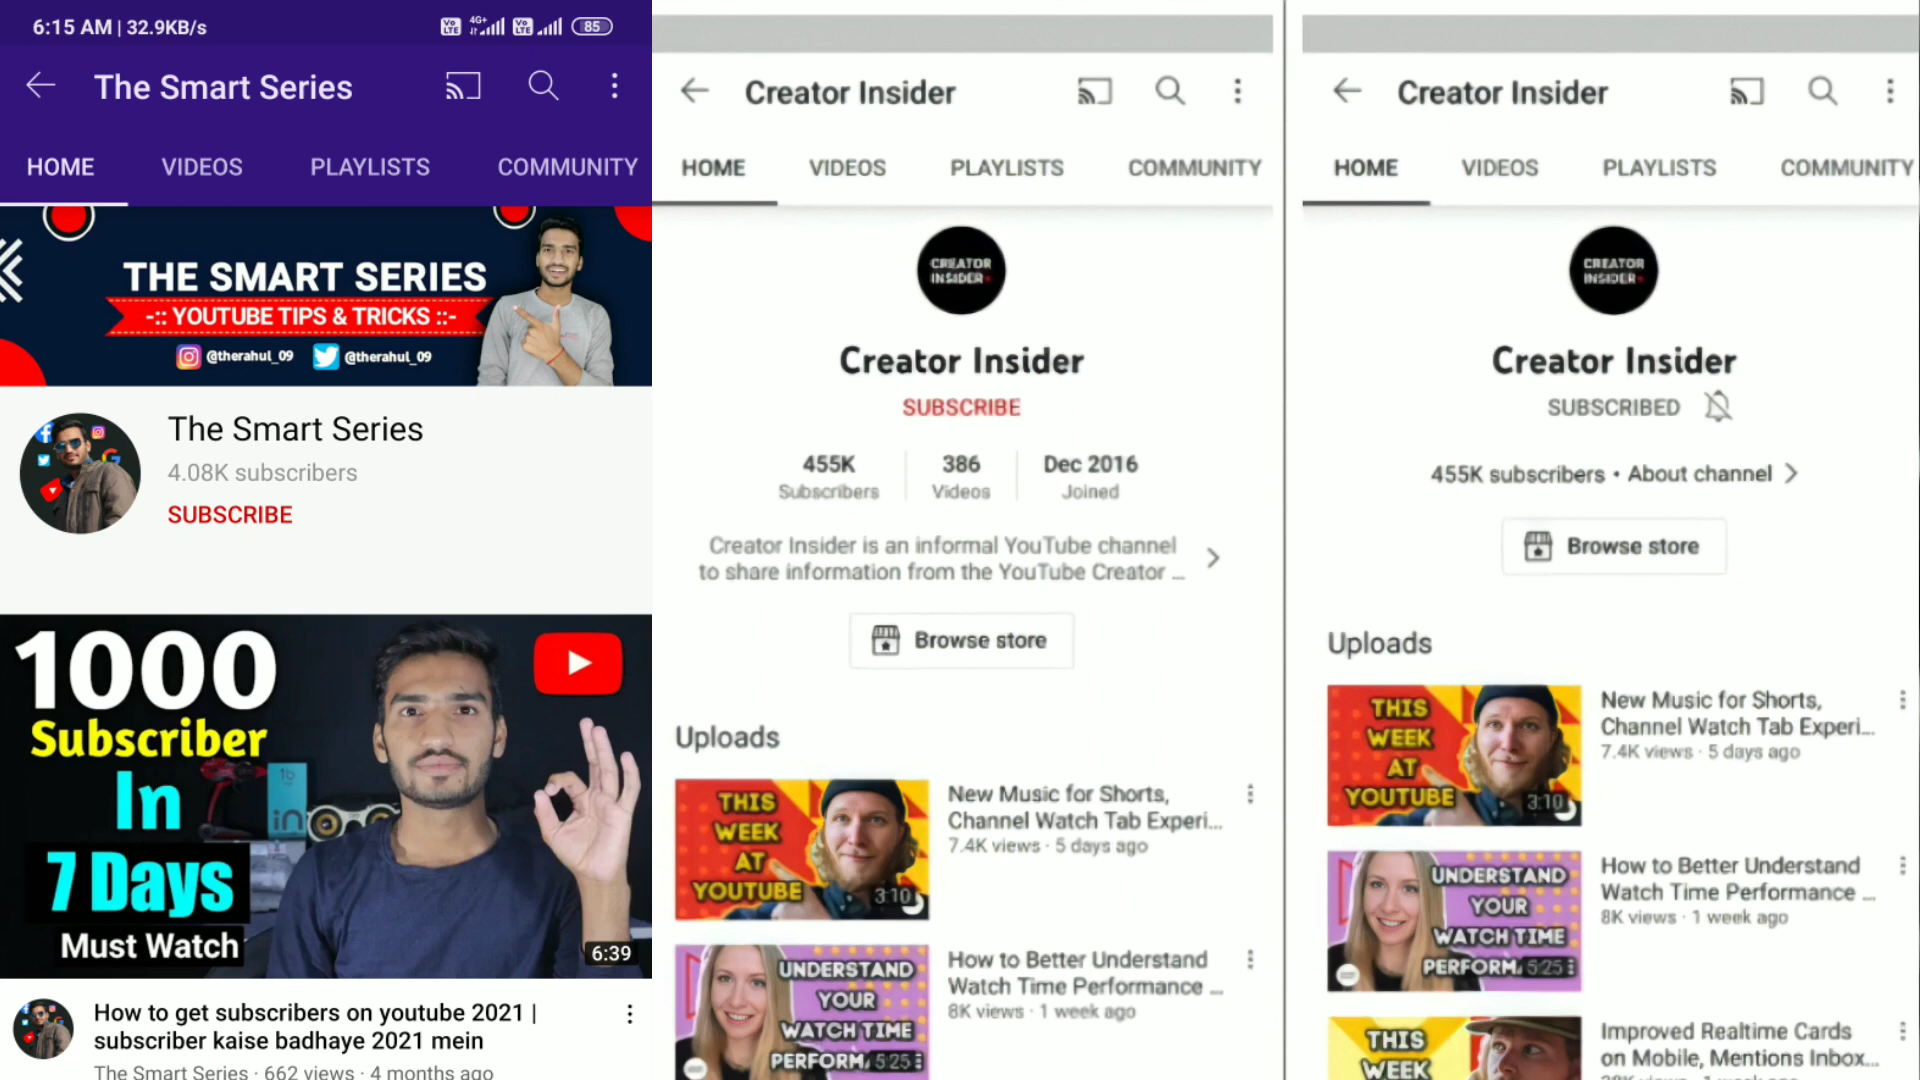 6:15 AM | 32.9KB/s
Vo LTE 4G+ Vo LTE 85
The Smart Series
HOME VIDEOS PLAYLISTS COMMUNITY
THE SMART SERIES
-:: YOUTUBE TIPS & TRICKS ::-
@therahul_09 @therahul_09
The Smart Series
4.08K subscribers
SUBSCRIBE
1000
Subscriber
In
7 Days
Must Watch
6:39
How to get subscribers on youtube 2021 |
subscriber kaise badhaye 2021 mein
The Smart Series · 662 views · 4 months ago
Creator Insider
HOME VIDEOS PLAYLISTS COMMUNITY
CREATOR
INSIDER
Creator Insider
SUBSCRIBE
455K 386 Dec 2016
Subscribers Videos Joined
Creator Insider is an informal YouTube channel
to share information from the YouTube Creator ...
Browse store
Uploads
THIS
WEEK
AT
YOUTUBE
3:10
New Music for Shorts,
Channel Watch Tab Experi...
7.4K views · 5 days ago
UNDERSTAND
YOUR
WATCH TIME
PERFORM
5:25
How to Better Understand
Watch Time Performance ...
8K views · 1 week ago
Creator Insider
HOME VIDEOS PLAYLISTS COMMUNITY
CREATOR
INSIDER
Creator Insider
SUBSCRIBED
455K subscribers • About channel
Browse store
Uploads
THIS
WEEK
AT
YOUTUBE
3:10
New Music for Shorts,
Channel Watch Tab Experi...
7.4K views · 5 days ago
UNDERSTAND
YOUR
WATCH TIME
PERFORM
5:25
How to Better Understand
Watch Time Performance ...
8K views · 1 week ago
THIS
WEEK
Improved Realtime Cards
on Mobile, Mentions Inbox...